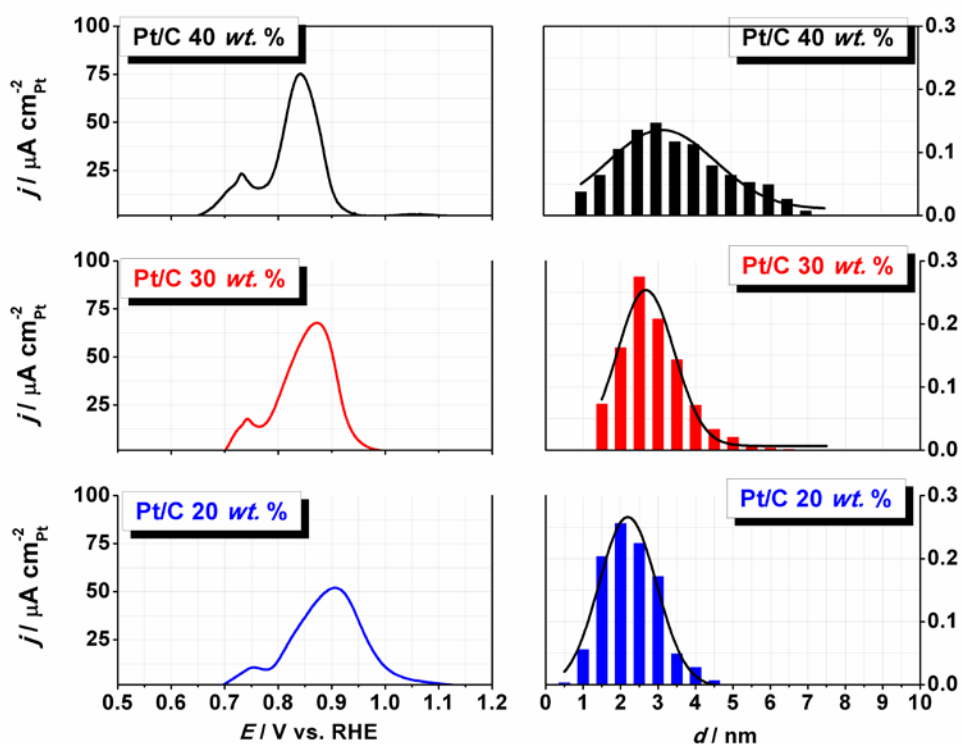 100
75
50
25
j / μA cm⁻²Pt
Pt/C 40 wt. %
Pt/C 40 wt. %
0.3
0.2
0.1
0.0
100
75
50
25
j / μA cm⁻²Pt
Pt/C 30 wt. %
Pt/C 30 wt. %
0.3
0.2
0.1
0.0
100
75
50
25
j / μA cm⁻²Pt
Pt/C 20 wt. %
Pt/C 20 wt. %
0.3
0.2
0.1
0.0
0.5 0.6 0.7 0.8 0.9 1.0 1.1 1.2
E / V vs. RHE
0 1 2 3 4 5 6 7 8 9 10
d / nm